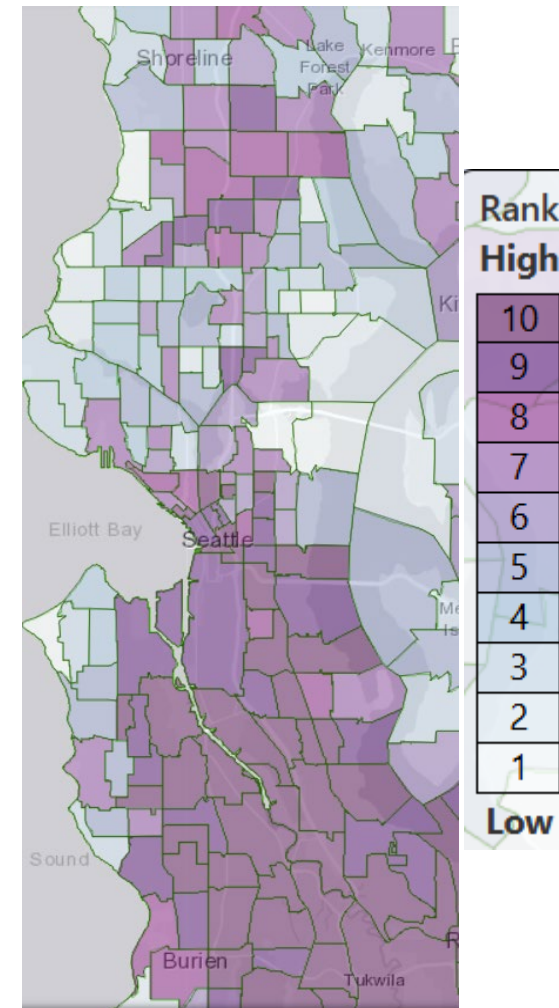 Shoreline
Lake
Forest
Park
Kenmore
Ki
Elliott Bay
Seattle
Me
Is
Sound
Burien
Tukwila
R
Rank
High
10
9
8
7
6
5
4
3
2
1
Low